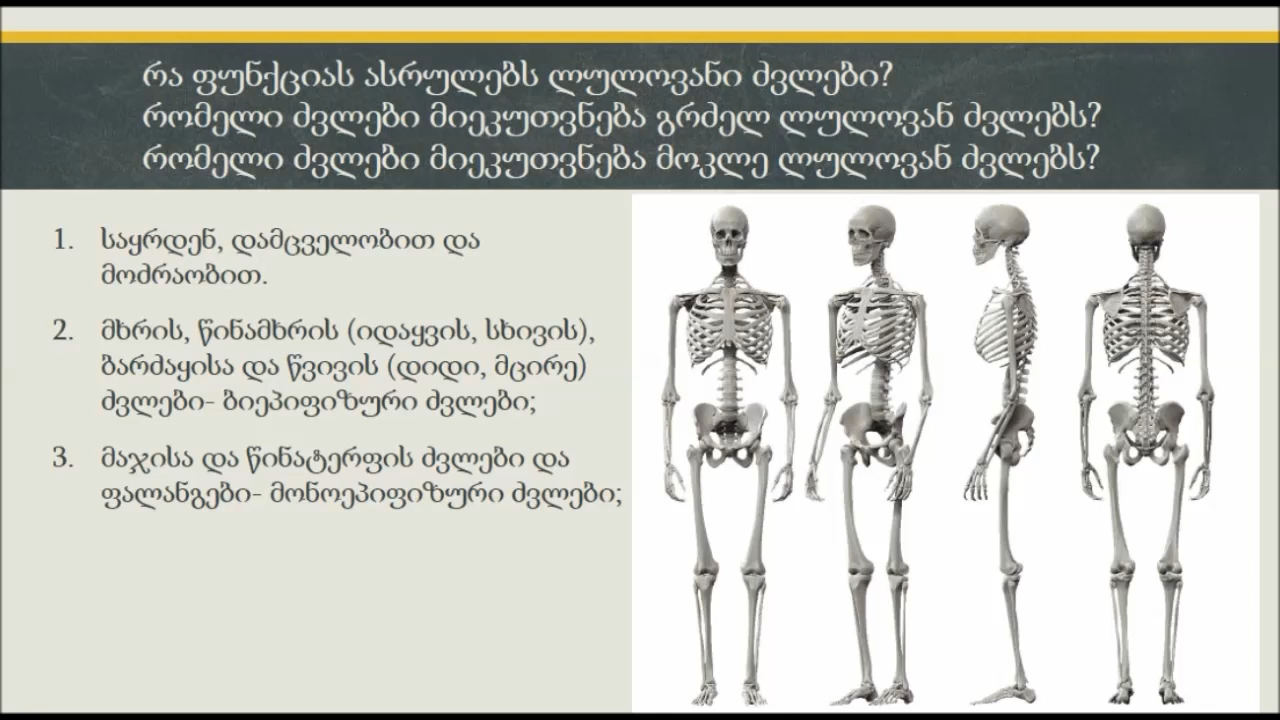 რა ფუნქციას ასრულებს ლულოვანი ძვლები?
რომელი ძვლები მიეკუთვნება გრძელ ლულოვან ძვლებს?
რომელი ძვლები მიეკუთვნება მოკლე ლულოვან ძვლებს?
1. საყრდენ, დამცველობით და
მოძრაობით.
2. მხრის, წინამხრის (იდაყვის, სხივის),
ბარძაყისა და წვივის (დიდი, მცირე)
ძვლები- ბიეპიფიზური ძვლები;
3. მაჯისა და წინატერფის ძვლები და
ფალანგები- მონოეპიფიზური ძვლები;